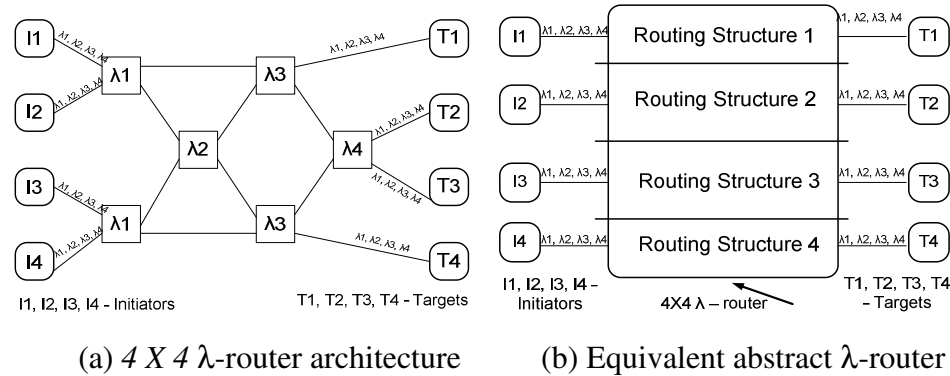 I1
I2
I3
I4
λ1, λ2, λ3, λ4
λ1, λ2, λ3, λ4
λ1, λ2, λ3, λ4
λ1, λ2, λ3, λ4
λ1
λ1
λ2
λ3
λ3
λ4
λ1, λ2, λ3, λ4
λ1, λ2, λ3, λ4
λ1, λ2, λ3, λ4
λ1, λ2, λ3, λ4
T1
T2
T3
T4
I1, I2, I3, I4 – Initiators
T1, T2, T3, T4 – Targets
(a) 4 X 4 λ-router architecture
I1 λ1, λ2, λ3, λ4 Routing Structure 1 λ1, λ2, λ3, λ4 T1
I2 λ1, λ2, λ3, λ4 Routing Structure 2 λ1, λ2, λ3, λ4 T2
I3 λ1, λ2, λ3, λ4 Routing Structure 3 λ1, λ2, λ3, λ4 T3
I4 λ1, λ2, λ3, λ4 Routing Structure 4 λ1, λ2, λ3, λ4 T4
I1, I2, I3, I4 –
Initiators
4X4 λ – router
T1, T2, T3, T4
– Targets
(b) Equivalent abstract λ-router